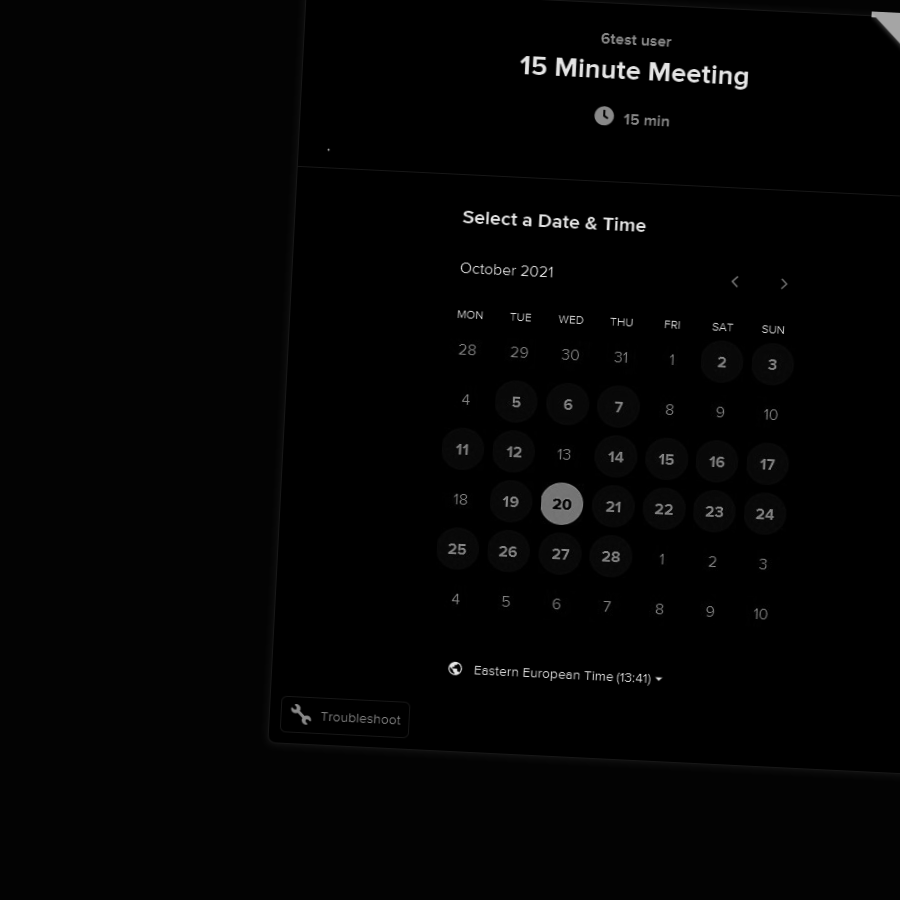 6test user
15 Minute Meeting
15 min
Select a Date & Time
October 2021
MON TUE WED THU FRI SAT SUN
28 29 30 31 1 2 3
4 5 6 7 8 9 10
11 12 13 14 15 16 17
18 19 20 21 22 23 24
25 26 27 28 1 2 3
4 5 6 7 8 9 10
Eastern European Time (13:41)
Troubleshoot